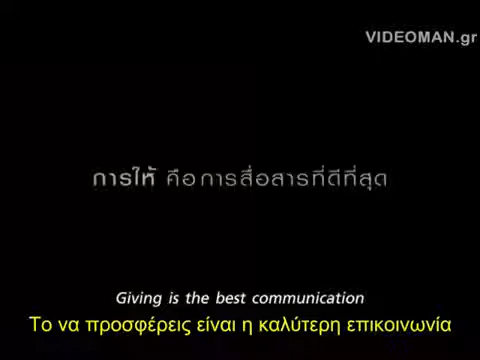 VIDEOMAN.gr
การให้ คือการสื่อสารที่ดีที่สุด
Giving is the best communication
Το να προσφέρεις είναι η καλύτερη επικοινωνία